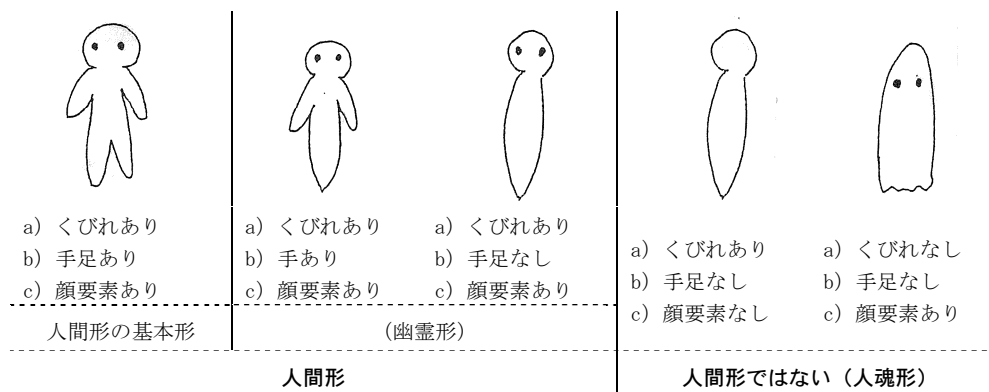 a）くびれあり
b）手足あり
c）顔要素あり
人間形の基本形
a）くびれあり
b）手あり
c）顔要素あり
a）くびれあり
b）手足なし
c）顔要素あり
（幽霊形）
人間形
a）くびれあり
b）手足なし
c）顔要素なし
a）くびれなし
b）手足なし
c）顔要素あり
人間形ではない（人魂形）